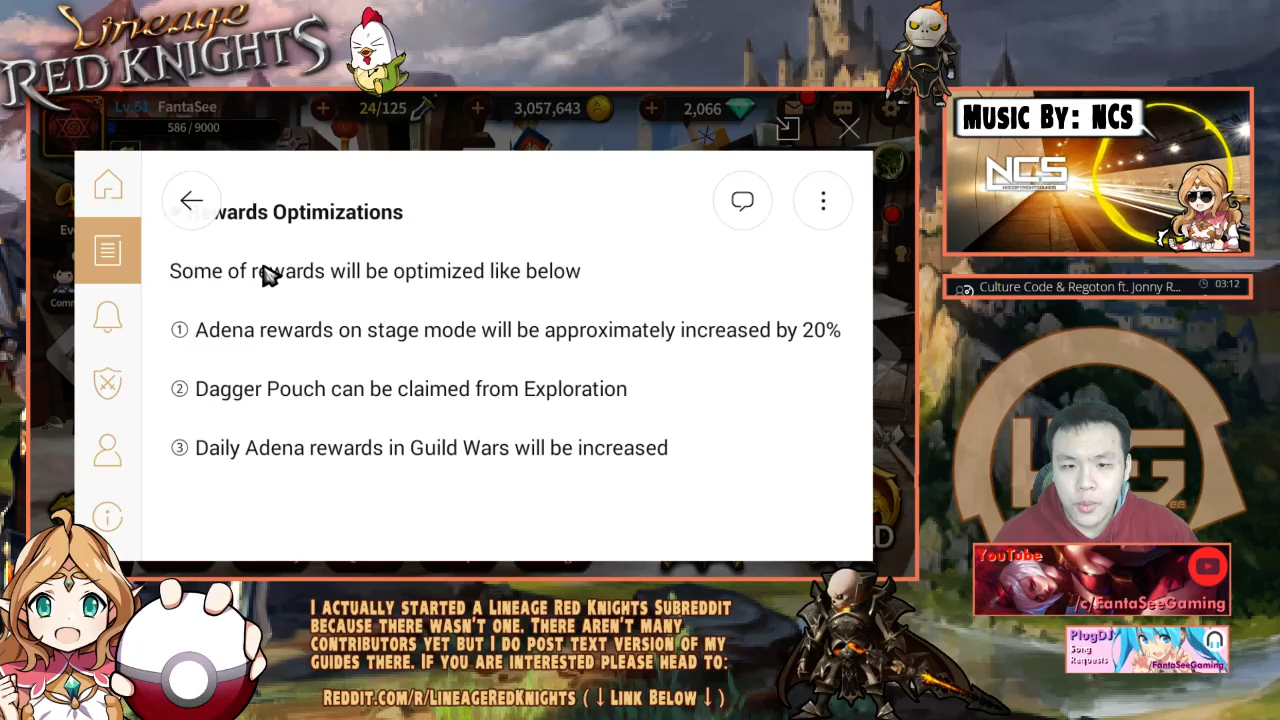 Lineage
RED KNIGHTS
Lv.51 FantaSee
586 / 9000
24/125
3,057,643
2,066
Rewards Optimizations
Some of rewards will be optimized like below
① Adena rewards on stage mode will be approximately increased by 20%
② Dagger Pouch can be claimed from Exploration
③ Daily Adena rewards in Guild Wars will be increased
MUSIC BY: NCS
NCS
Culture Code & Regoton ft. Jonny R... 03:12
YouTube
/c/FantaSeeGaming
PlugDJ
Song
Requests
FantaSeeGaming
I ACTUALLY STARTED A LINEAGE RED KNIGHTS SUBREDDIT
BECAUSE THERE WASN'T ONE. THERE AREN'T MANY
CONTRIBUTORS YET BUT I DO POST TEXT VERSION OF MY
GUIDES THERE. IF YOU ARE INTERESTED PLEASE HEAD TO:
REDDIT.COM/R/LINEAGEREDKNIGHTS (↓LINK BELOW↓)